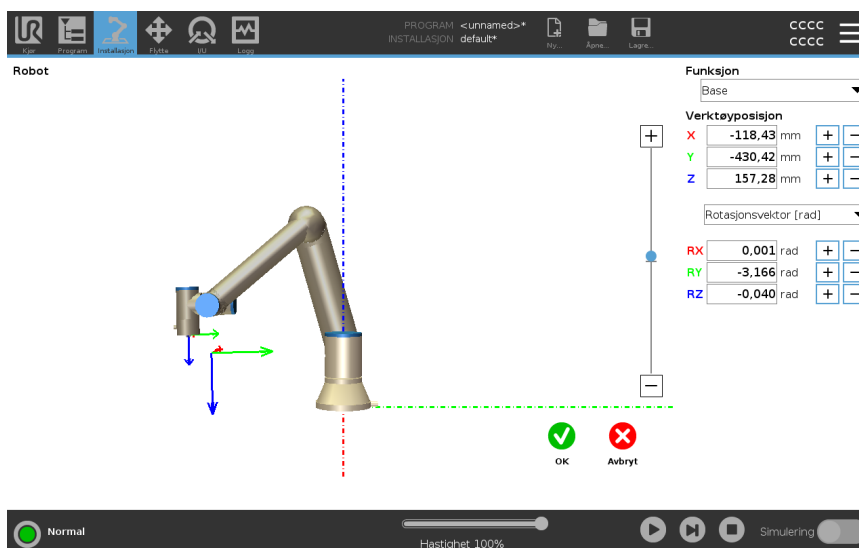 PROGRAM <unnamed>*
INSTALLASJON default*
CCCC
CCCC
Kjør Program Installasjon Flytte I/U Logg Ny... Åpne... Lagre...
Robot
Funksjon
Base
Verktøyposisjon
X -118,43 mm + −
Y -430,42 mm + −
Z 157,28 mm + −
Rotasjonsvektor [rad]
RX 0,001 rad + −
RY -3,166 rad + −
RZ -0,040 rad + −
+
−
OK Avbryt
Normal
Hastighet 100%
Simulering